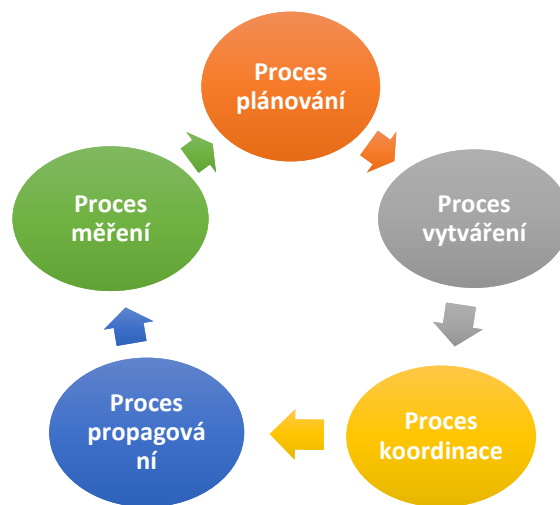 Proces
plánování
Proces
vytváření
Proces
koordinace
Proces
propagová
ní
Proces
měření